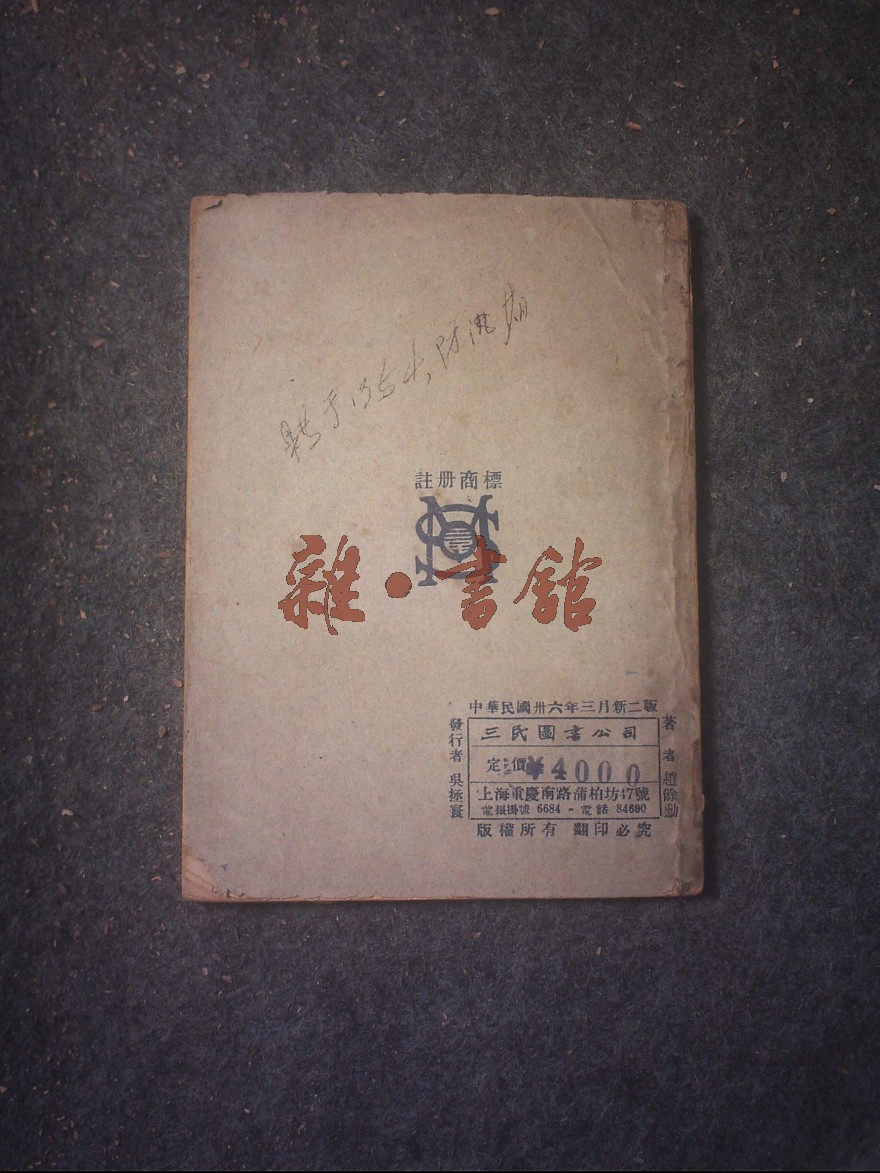 註册商標
雜·書館
中華民國卅六年三月新二版
著者 趙餘勳
三民圖書公司
定價 ¥4000
上海重慶南路蒲柏坊47號
電報掛號 6684 - 電話 84600
發行者 吳拯寰
版權所有 翻印必究